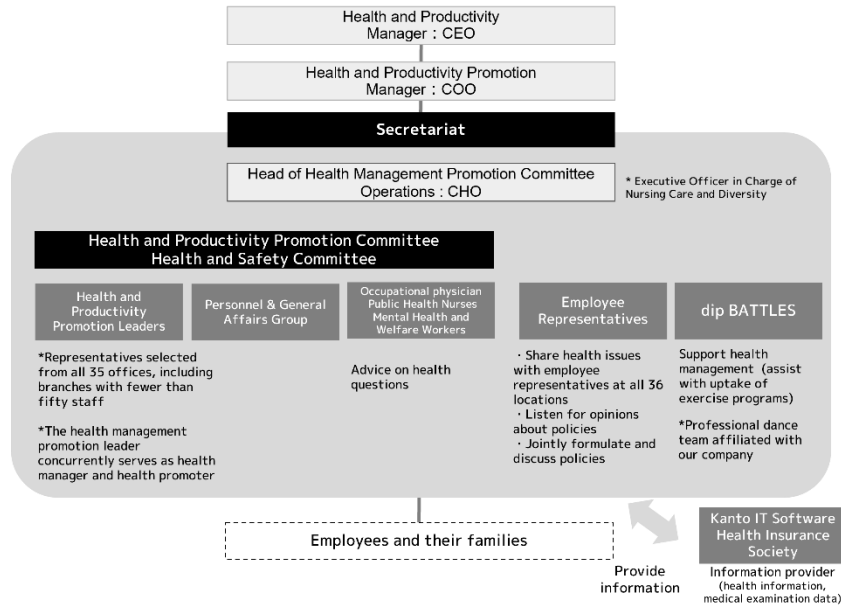 Health and Productivity
Manager：CEO
Health and Productivity Promotion
Manager：COO
Secretariat
Head of Health Management Promotion Committee
Operations : CHO
* Executive Officer in Charge of
Nursing Care and Diversity
Health and Productivity Promotion Committee
Health and Safety Committee
Health and
Productivity
Promotion Leaders
*Representatives selected
from all 35 offices, including
branches with fewer than
fifty staff
*The health management
promotion leader
concurrently serves as health
manager and health promoter
Personnel & General
Affairs Group
Occupational physician
Public Health Nurses
Mental Health and
Welfare Workers
Advice on health
questions
Employee
Representatives
・Share health issues
with employee
representatives at all 36
locations
・Listen for opinions
about policies
・Jointly formulate and
discuss policies
dip BATTLES
Support health
management (assist
with uptake of
exercise programs)
*Professional dance
team affiliated with
our company
Employees and their families
Provide
information
Kanto IT Software
Health Insurance
Society
Information provider
(health information,
medical examination data)